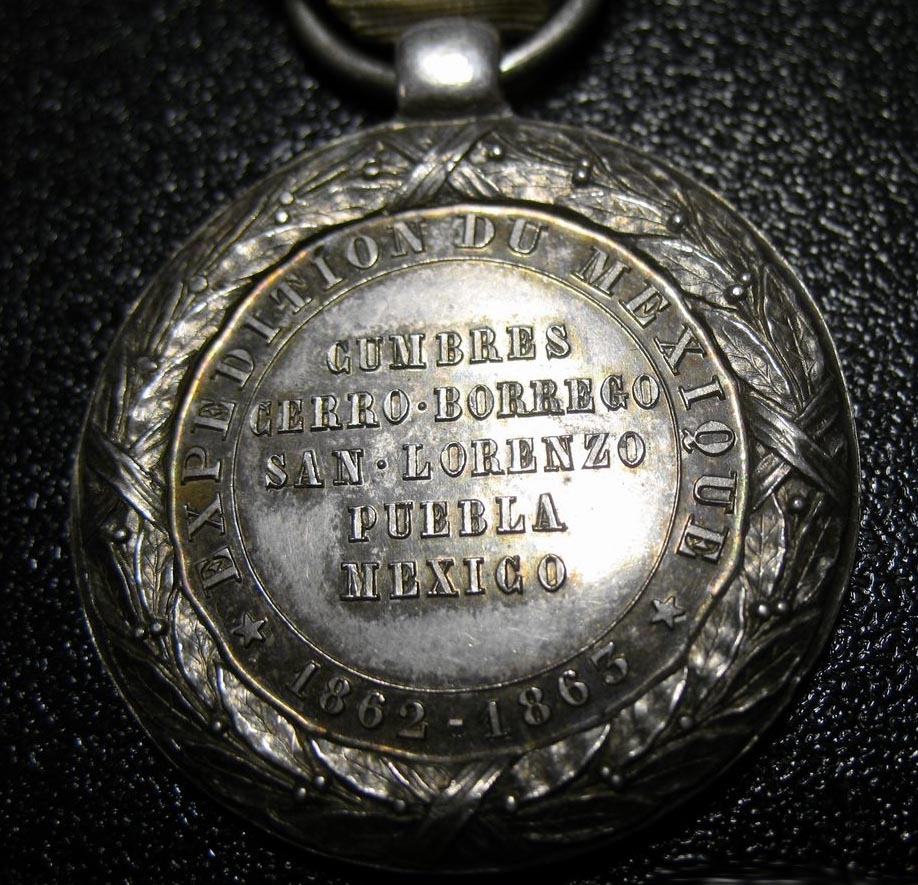 EXPEDITION DU MEXIQUE
CUMBRES
CERRO·BORREGO
SAN·LORENZO
PUEBLA
MEXICO
★ 1862-1863 ★